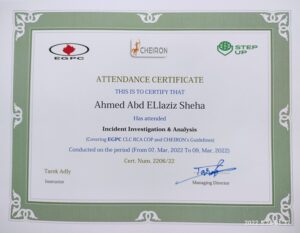 EGPC
CHEIRON
STEP UP
ATTENDANCE CERTIFICATE
THIS IS TO CERTIFY THAT
Ahmed Abd ELlaziz Sheha
Has attended
Incident Investigation & Analysis
(Covering EGPC CLC RCA COP and CHEIRON's Guidelines)
Conducted on the period (From 07. Mar. 2022 To 09. Mar. 2022)
Cert. Num. 2206/22
Tarek Adly
Instructor
Managing Director